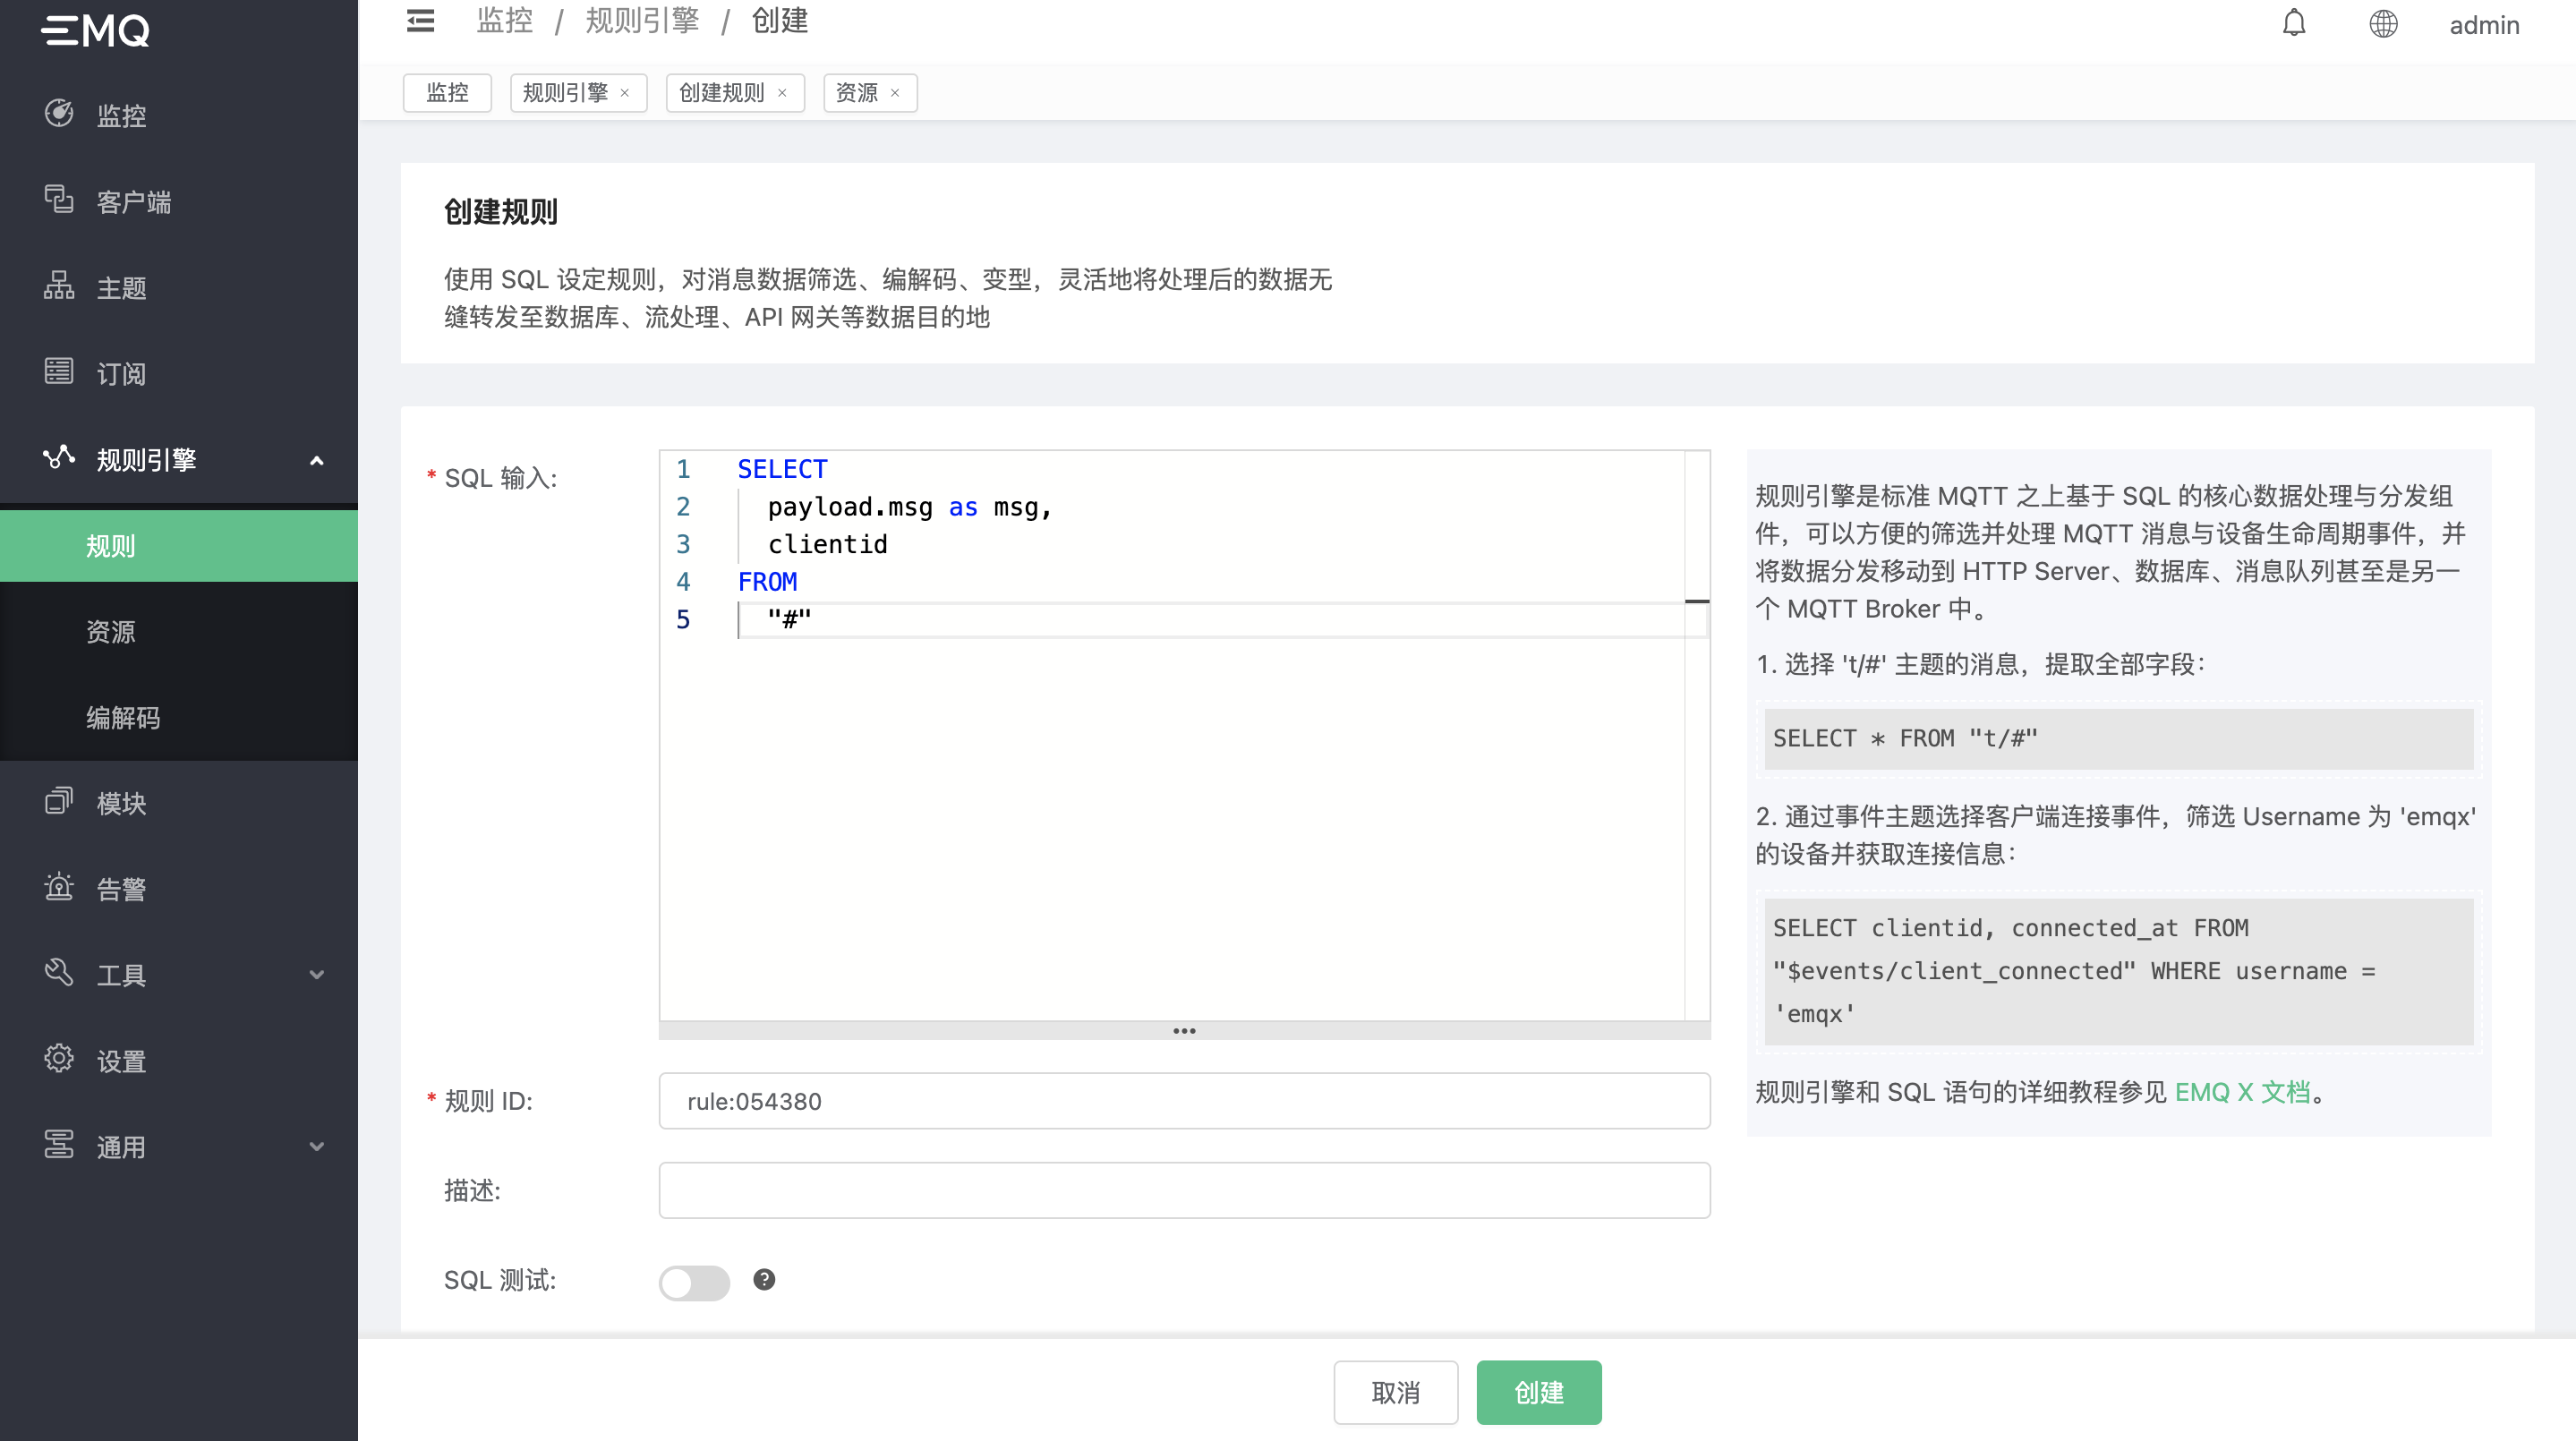 EMQ
监控
客户端
主题
订阅
规则引擎
规则
资源
编解码
模块
告警
工具
设置
通用
监控 / 规则引擎 / 创建
admin
监控
规则引擎 ×
创建规则 ×
资源 ×
创建规则
使用 SQL 设定规则，对消息数据筛选、编解码、变型，灵活地将处理后的数据无
缝转发至数据库、流处理、API 网关等数据目的地
* SQL 输入:
1 SELECT
2 payload.msg as msg,
3 clientid
4 FROM
5 "#"
•••
* 规则 ID:
rule:054380
描述:
SQL 测试:
?
规则引擎是标准 MQTT 之上基于 SQL 的核心数据处理与分发组
件，可以方便的筛选并处理 MQTT 消息与设备生命周期事件，并
将数据分发移动到 HTTP Server、数据库、消息队列甚至是另一
个 MQTT Broker 中。
1. 选择 't/#' 主题的消息，提取全部字段：
SELECT * FROM "t/#"
2. 通过事件主题选择客户端连接事件，筛选 Username 为 'emqx'
的设备并获取连接信息：
SELECT clientid, connected_at FROM
"$events/client_connected" WHERE username =
'emqx'
规则引擎和 SQL 语句的详细教程参见 EMQ X 文档。
取消
创建